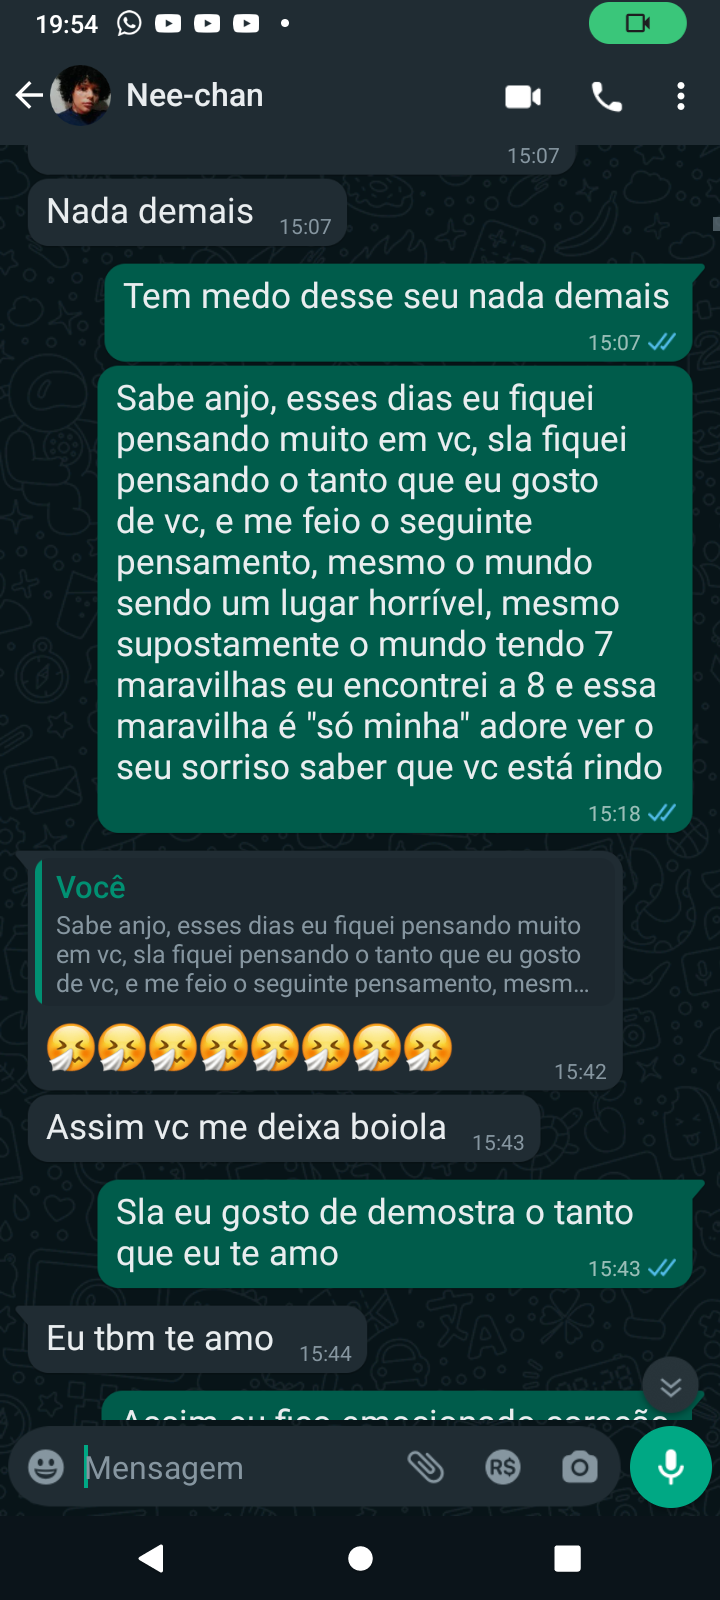 19:54
Nee-chan
15:07
Nada demais 15:07
Tem medo desse seu nada demais
15:07
Sabe anjo, esses dias eu fiquei
pensando muito em vc, sla fiquei
pensando o tanto que eu gosto
de vc, e me feio o seguinte
pensamento, mesmo o mundo
sendo um lugar horrível, mesmo
supostamente o mundo tendo 7
maravilhas eu encontrei a 8 e essa
maravilha é "só minha" adore ver o
seu sorriso saber que vc está rindo
15:18
Você
Sabe anjo, esses dias eu fiquei pensando muito
em vc, sla fiquei pensando o tanto que eu gosto
de vc, e me feio o seguinte pensamento, mesm...
🤧🤧🤧🤧🤧🤧🤧🤧 15:42
Assim vc me deixa boiola 15:43
Sla eu gosto de demostra o tanto
que eu te amo 15:43
Eu tbm te amo 15:44
Assim eu fico emocionado coração
Mensagem R$